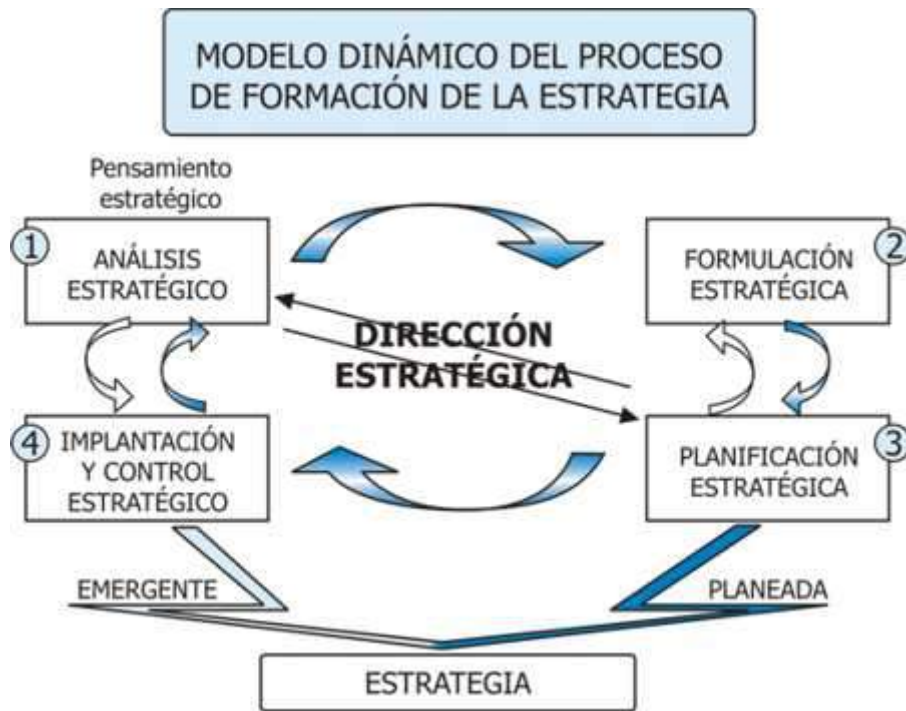 MODELO DINÁMICO DEL PROCESO
DE FORMACIÓN DE LA ESTRATEGIA
Pensamiento
estratégico
1
ANÁLISIS
ESTRATÉGICO
2
FORMULACIÓN
ESTRATÉGICA
DIRECCIÓN
ESTRATÉGICA
4
IMPLANTACIÓN
Y CONTROL
ESTRATÉGICO
3
PLANIFICACIÓN
ESTRATÉGICA
EMERGENTE
PLANEADA
ESTRATEGIA